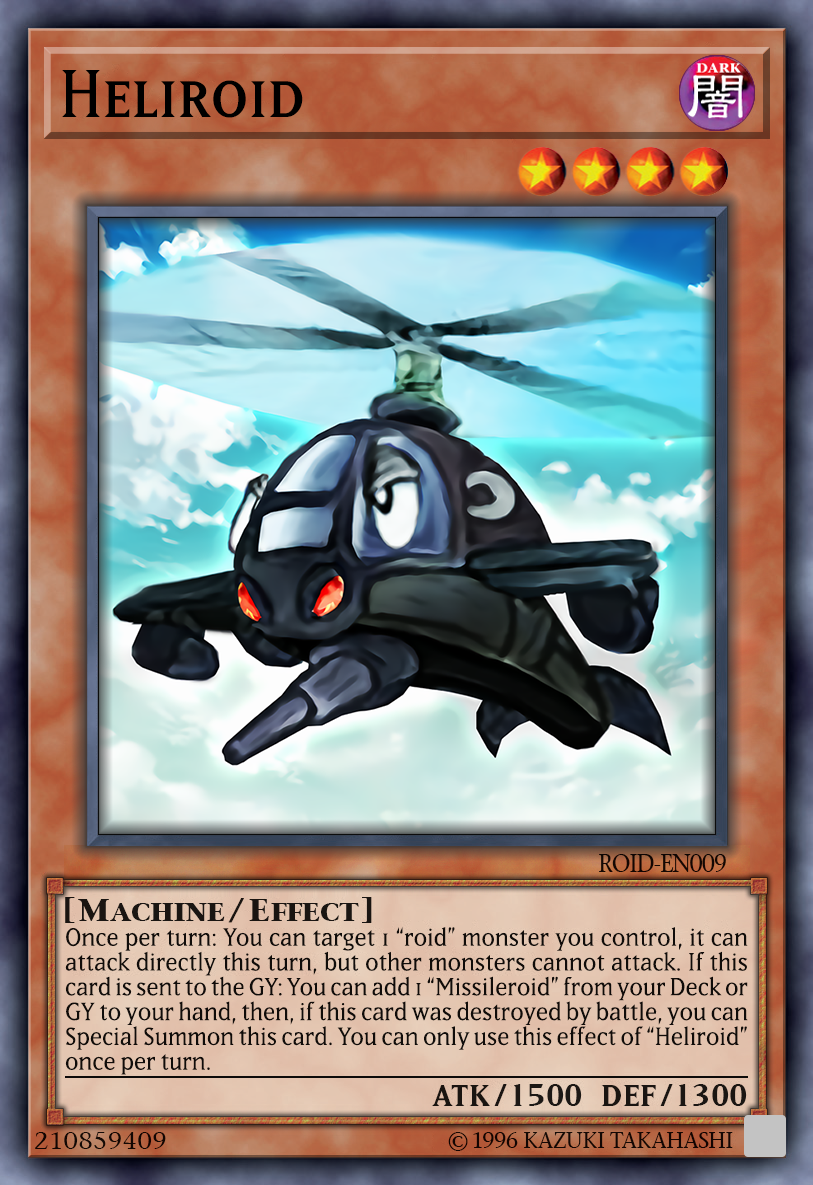 Heliroid
DARK
闇
ROID-EN009
[Machine/Effect]
Once per turn: You can target 1 “roid” monster you control, it can
attack directly this turn, but other monsters cannot attack. If this
card is sent to the GY: You can add 1 “Missileroid” from your Deck or
GY to your hand, then, if this card was destroyed by battle, you can
Special Summon this card. You can only use this effect of “Heliroid”
once per turn.
ATK/1500 DEF/1300
210859409 © 1996 KAZUKI TAKAHASHI